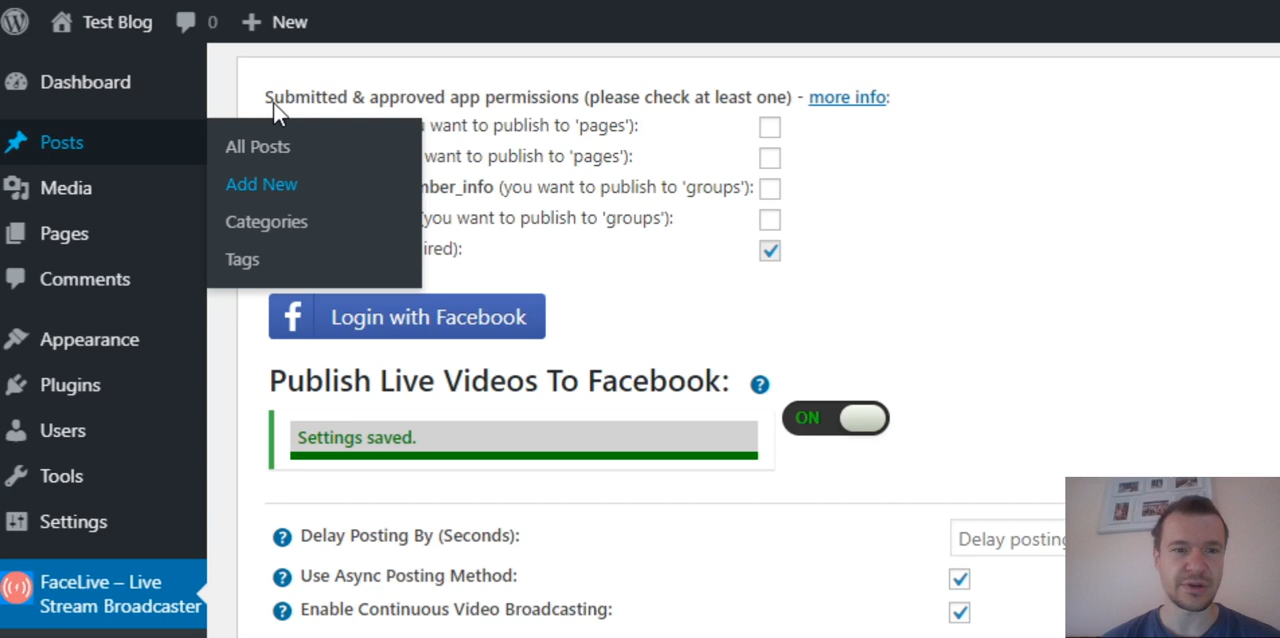 Test Blog 0 New
Dashboard
Posts
Media
Pages
Comments
Appearance
Plugins
Users
Tools
Settings
FaceLive – Live
Stream Broadcaster
All Posts
Add New
Categories
Tags
Submitted & approved app permissions (please check at least one) - more info:
want to publish to 'pages'):
want to publish to 'pages'):
mber_info (you want to publish to 'groups'):
(you want to publish to 'groups'):
ired):
f Login with Facebook
Publish Live Videos To Facebook: ?
ON
Settings saved.
? Delay Posting By (Seconds): Delay posting
? Use Async Posting Method:
? Enable Continuous Video Broadcasting: